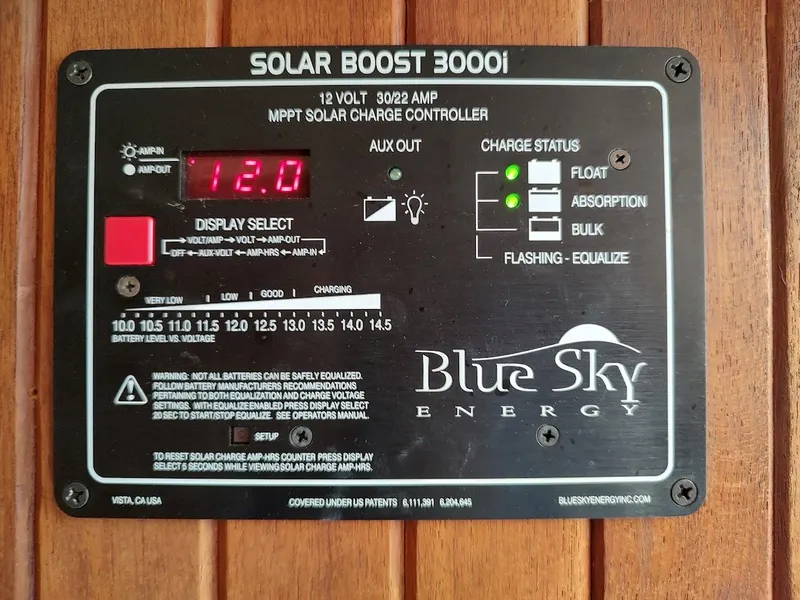 SOLAR BOOST 3000i
12 VOLT 30/22 AMP
MPPT SOLAR CHARGE CONTROLLER
AMP-IN
AMP-OUT
12.0
AUX OUT
CHARGE STATUS
FLOAT
ABSORPTION
BULK
FLASHING - EQUALIZE
DISPLAY SELECT
VOLT/AMP → VOLT → AMP-OUT
OFF ← AUX-VOLT ← AMP-HRS ← AMP-IN
VERY LOW LOW GOOD CHARGING
10.0 10.5 11.0 11.5 12.0 12.5 13.0 13.5 14.0 14.5
BATTERY LEVEL VS. VOLTAGE
Blue Sky
ENERGY
WARNING: NOT ALL BATTERIES CAN BE SAFELY EQUALIZED.
FOLLOW BATTERY MANUFACTURERS RECOMMENDATIONS
PERTAINING TO BOTH EQUALIZATION AND CHARGE VOLTAGE
SETTINGS. WITH EQUALIZE ENABLED PRESS DISPLAY SELECT
20 SEC TO START/STOP EQUALIZE. SEE OPERATORS MANUAL.
SETUP
TO RESET SOLAR CHARGE AMP-HRS COUNTER PRESS DISPLAY
SELECT 5 SECONDS WHILE VIEWING SOLAR CHARGE AMP-HRS.
VISTA, CA USA
COVERED UNDER US PATENTS 6,111,391 6,204,645
BLUESKYENERGYINC.COM